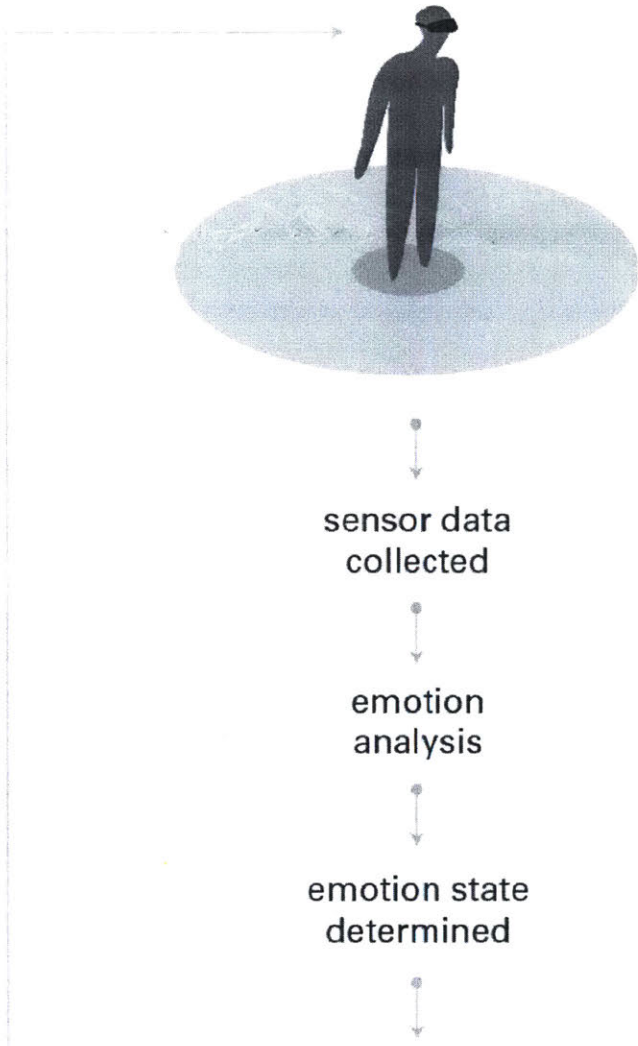 sensor data
collected
emotion
analysis
emotion state
determined